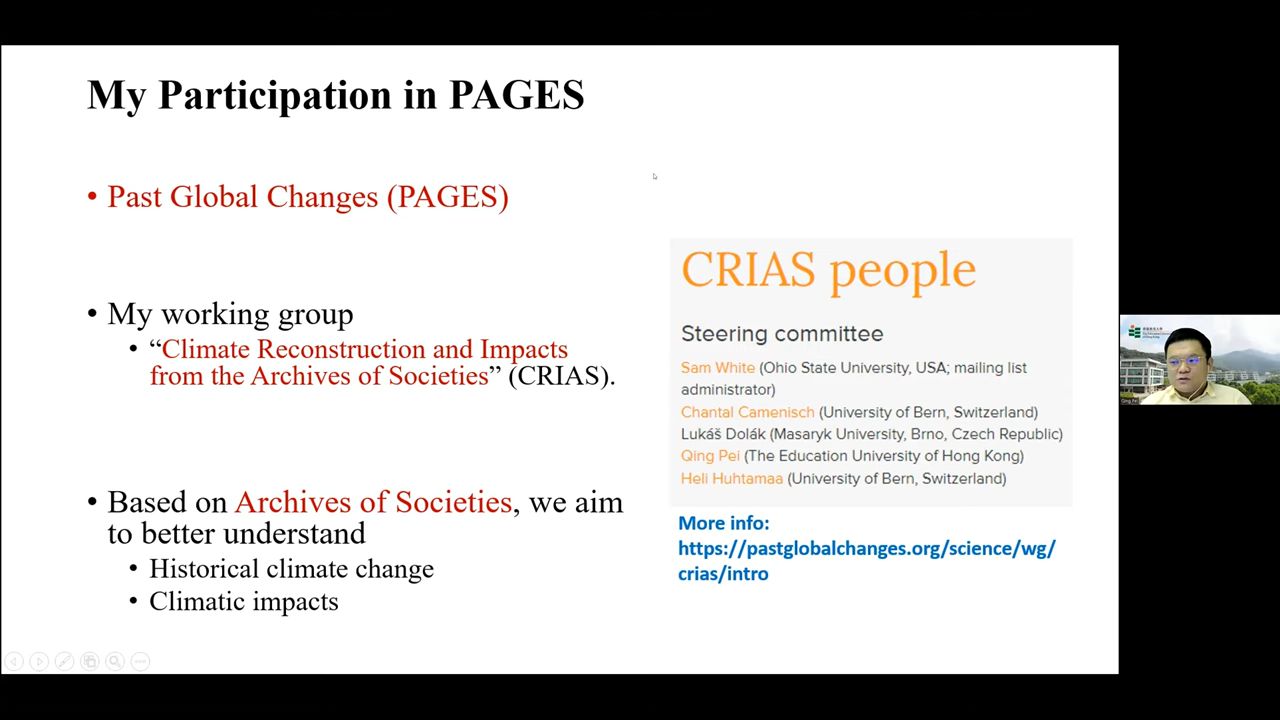 My Participation in PAGES
• Past Global Changes (PAGES)
• My working group
• “Climate Reconstruction and Impacts
from the Archives of Societies” (CRIAS).
• Based on Archives of Societies, we aim
to better understand
• Historical climate change
• Climatic impacts
CRIAS people
Steering committee
Sam White (Ohio State University, USA; mailing list
administrator)
Chantal Camenisch (University of Bern, Switzerland)
Lukáš Dolák (Masaryk University, Brno, Czech Republic)
Qing Pei (The Education University of Hong Kong)
Heli Huhtamaa (University of Bern, Switzerland)
More info:
https://pastglobalchanges.org/science/wg/
crias/intro